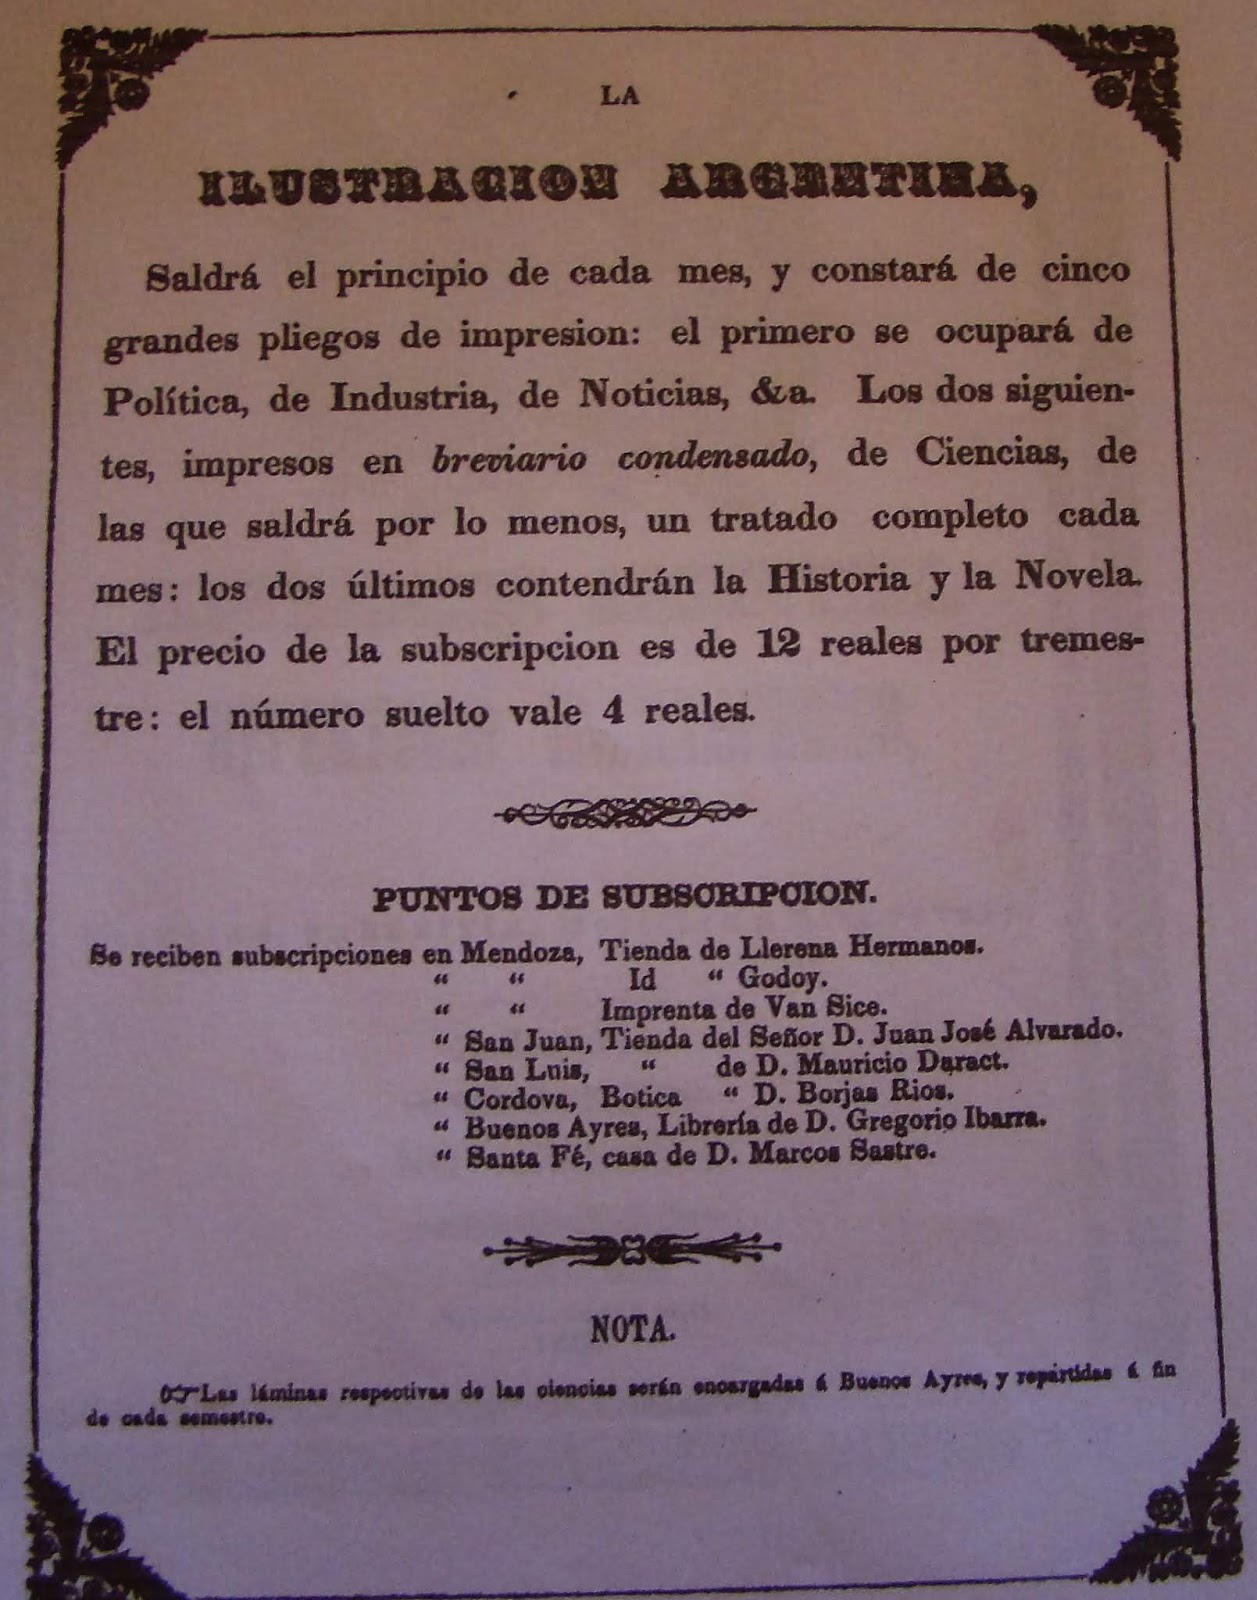 LA
ILUSTRACION ARGENTINA,
Saldrá el principio de cada mes, y constará de cinco
grandes pliegos de impresion: el primero se ocupará de
Política, de Industria, de Noticias, &a. Los dos siguien-
tes, impresos en breviario condensado, de Ciencias, de
las que saldrá por lo menos, un tratado completo cada
mes: los dos últimos contendrán la Historia y la Novela.
El precio de la subscripcion es de 12 reales por tremes-
tre: el número suelto vale 4 reales.
PUNTOS DE SUBSCRIPCION.
Se reciben subscripciones en Mendoza, Tienda de Llerena Hermanos.
“ “ Id “ Godoy.
“ “ Imprenta de Van Sice.
“ San Juan, Tienda del Señor D. Juan José Alvarado.
“ San Luis, “ de D. Mauricio Daract.
“ Cordova, Botica “ D. Borjas Rios.
“ Buenos Ayres, Librería de D. Gregorio Ibarra.
“ Santa Fé, casa de D. Marcos Sastre.
NOTA.
☞Las láminas respectivas de las ciencias serán encargadas á Buenos Ayres, y repartidas á fin
de cada semestre.